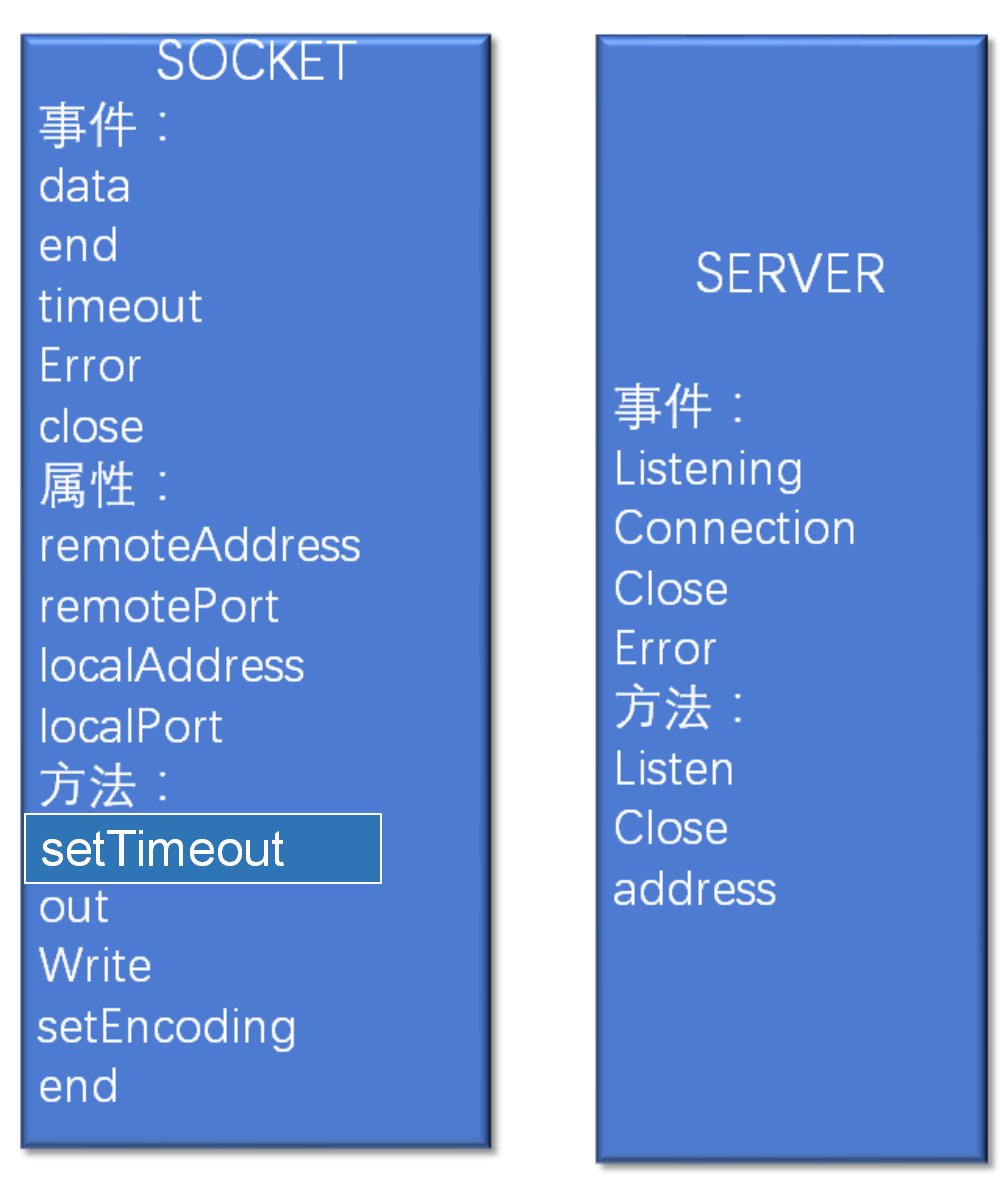 SOCKET
事件：
data
end
timeout
Error
close
属性：
remoteAddress
remotePort
localAddress
localPort
方法：
setTimeout
out
Write
setEncoding
end
SERVER
事件：
Listening
Connection
Close
Error
方法：
Listen
Close
address